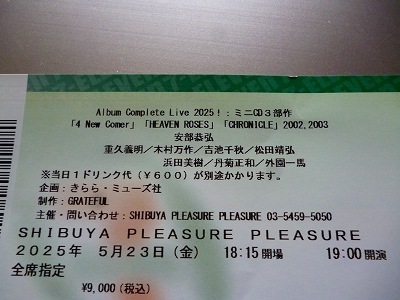 Album Complete Live 2025！：ミニCD３部作
「4 New Comer」「HEAVEN ROSES」「CHRONICLE」2002,2003
安部恭弘
重久義明／木村万作／吉池千秋／松田靖弘
浜田美樹／丹菊正和／外園一馬
※当日１ドリンク代（￥６００）が別途かかります。
企画：きらら・ミューズ社
制作：GRATEFUL
主催・問い合わせ：SHIBUYA PLEASURE PLEASURE 03-5459-5050
SHIBUYA PLEASURE PLEASURE
2025年 5月23日（金） 18:15開場 19:00開演
全席指定
¥9,000（税込）